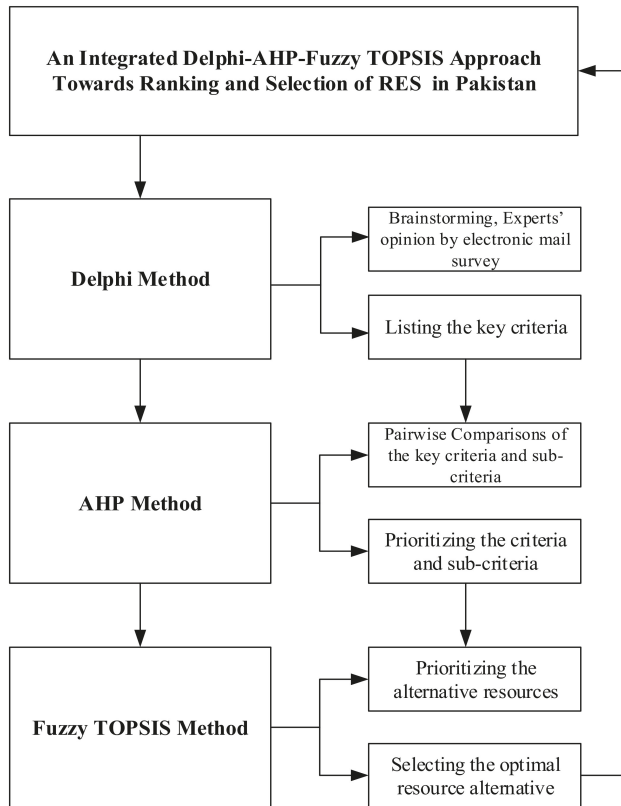 An Integrated Delphi-AHP-Fuzzy TOPSIS Approach
Towards Ranking and Selection of RES in Pakistan
Delphi Method
Brainstorming, Experts'
opinion by electronic mail
survey
Listing the key criteria
AHP Method
Pairwise Comparisons of
the key criteria and sub-
criteria
Prioritizing the criteria
and sub-criteria
Fuzzy TOPSIS Method
Prioritizing the
alternative resources
Selecting the optimal
resource alternative